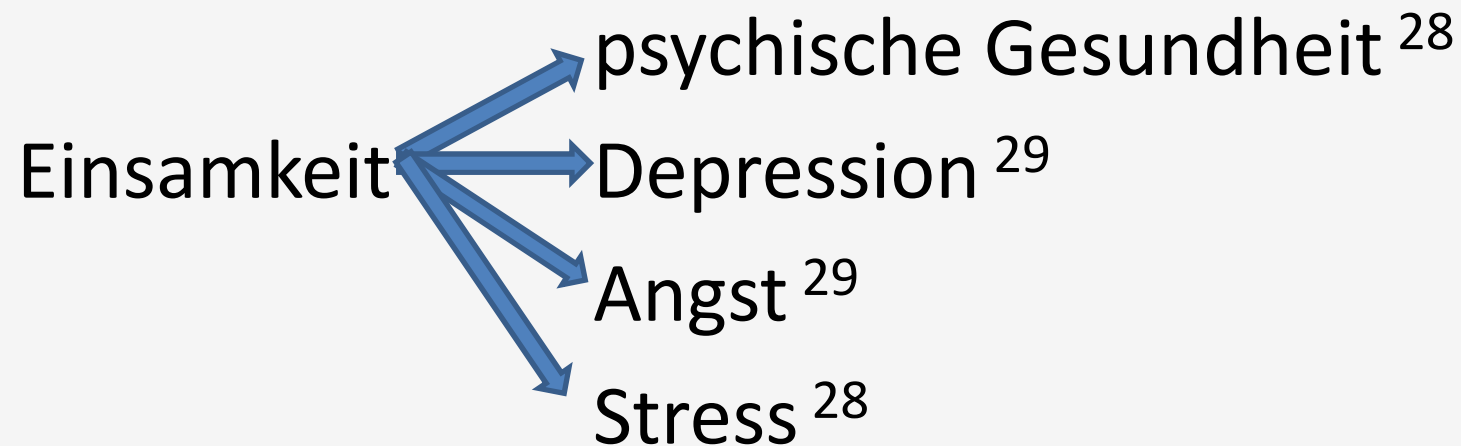 psychische Gesundheit 28
Einsamkeit Depression 29
Angst 29
Stress 28